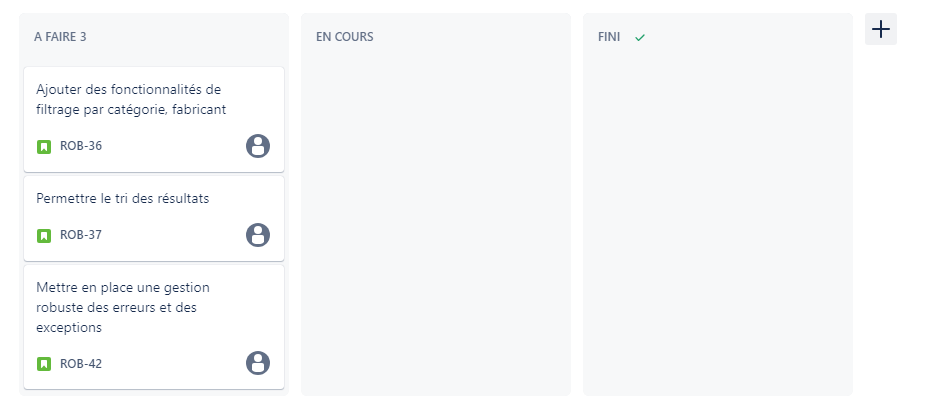 A FAIRE 3
Ajouter des fonctionnalités de
filtrage par catégorie, fabricant
ROB-36
Permettre le tri des résultats
ROB-37
Mettre en place une gestion
robuste des erreurs et des
exceptions
ROB-42
EN COURS
FINI